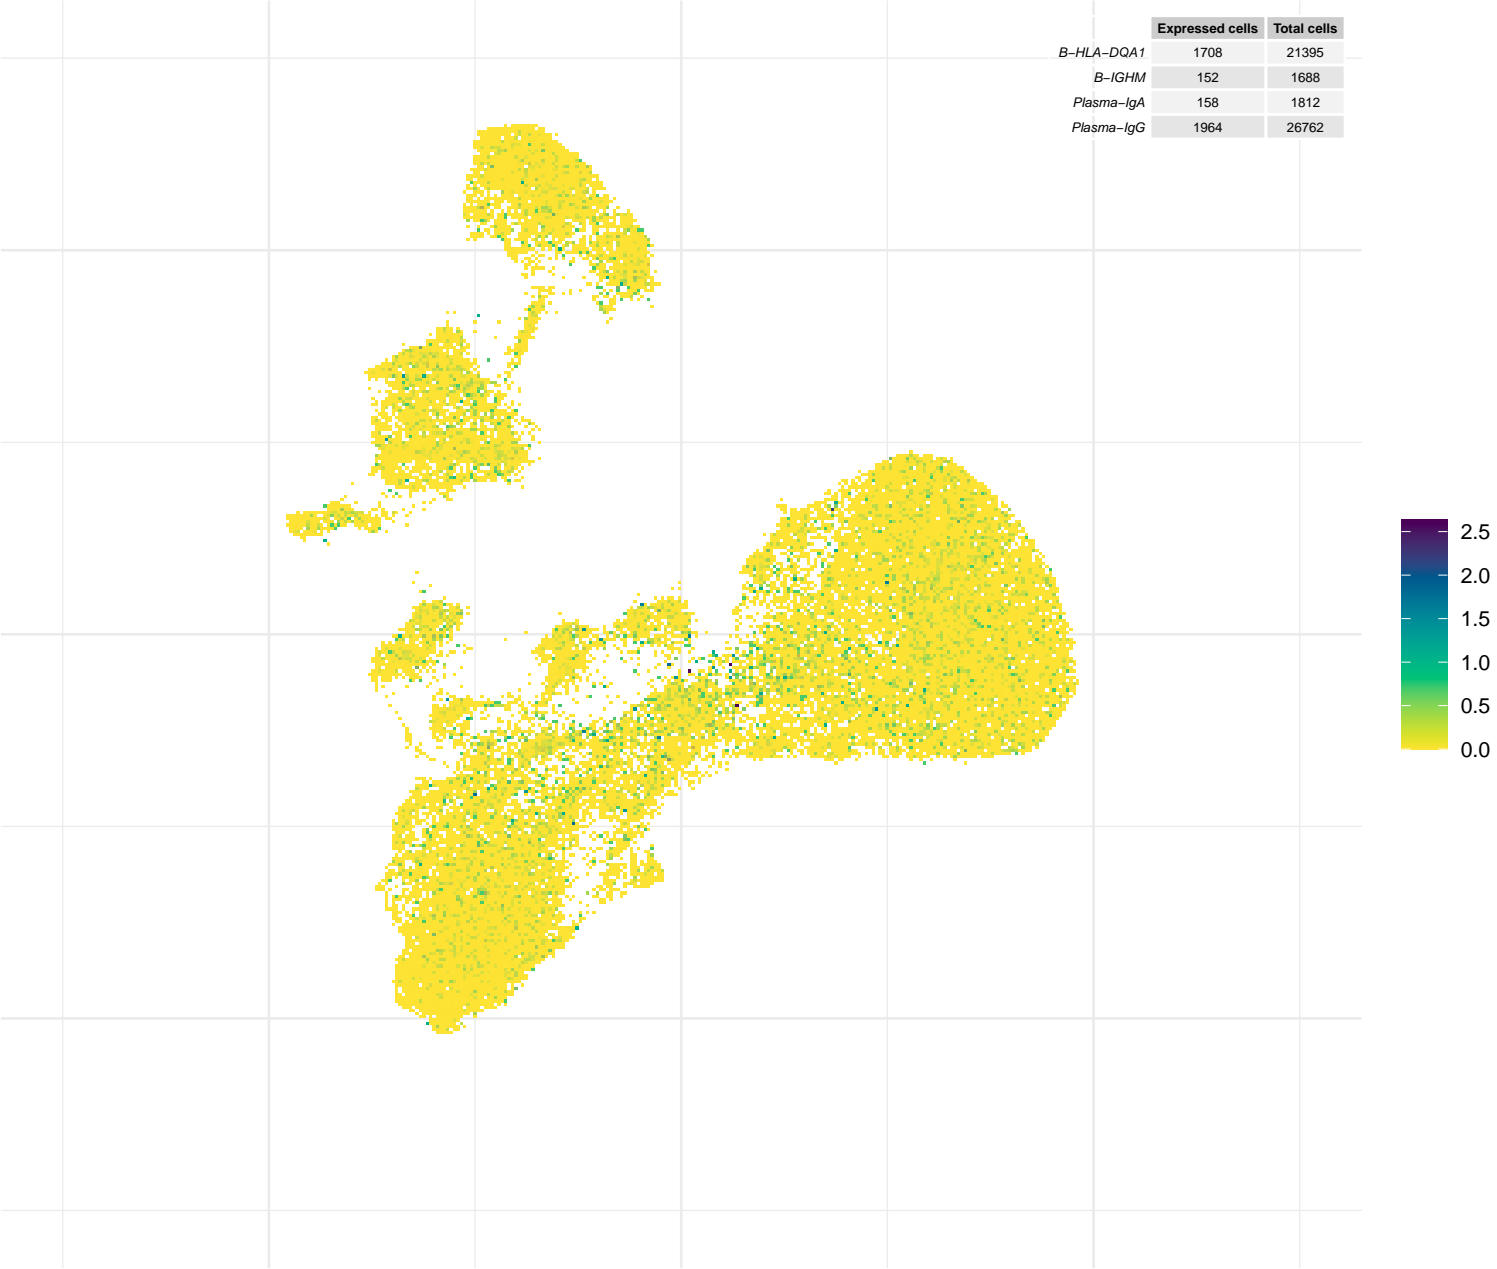 Expressed cells Total cells
B−HLA−DQA1 1708 21395
B−IGHM 152 1688
Plasma−IgA 158 1812
Plasma−IgG 1964 26762
2.5
2.0
1.5
1.0
0.5
0.0